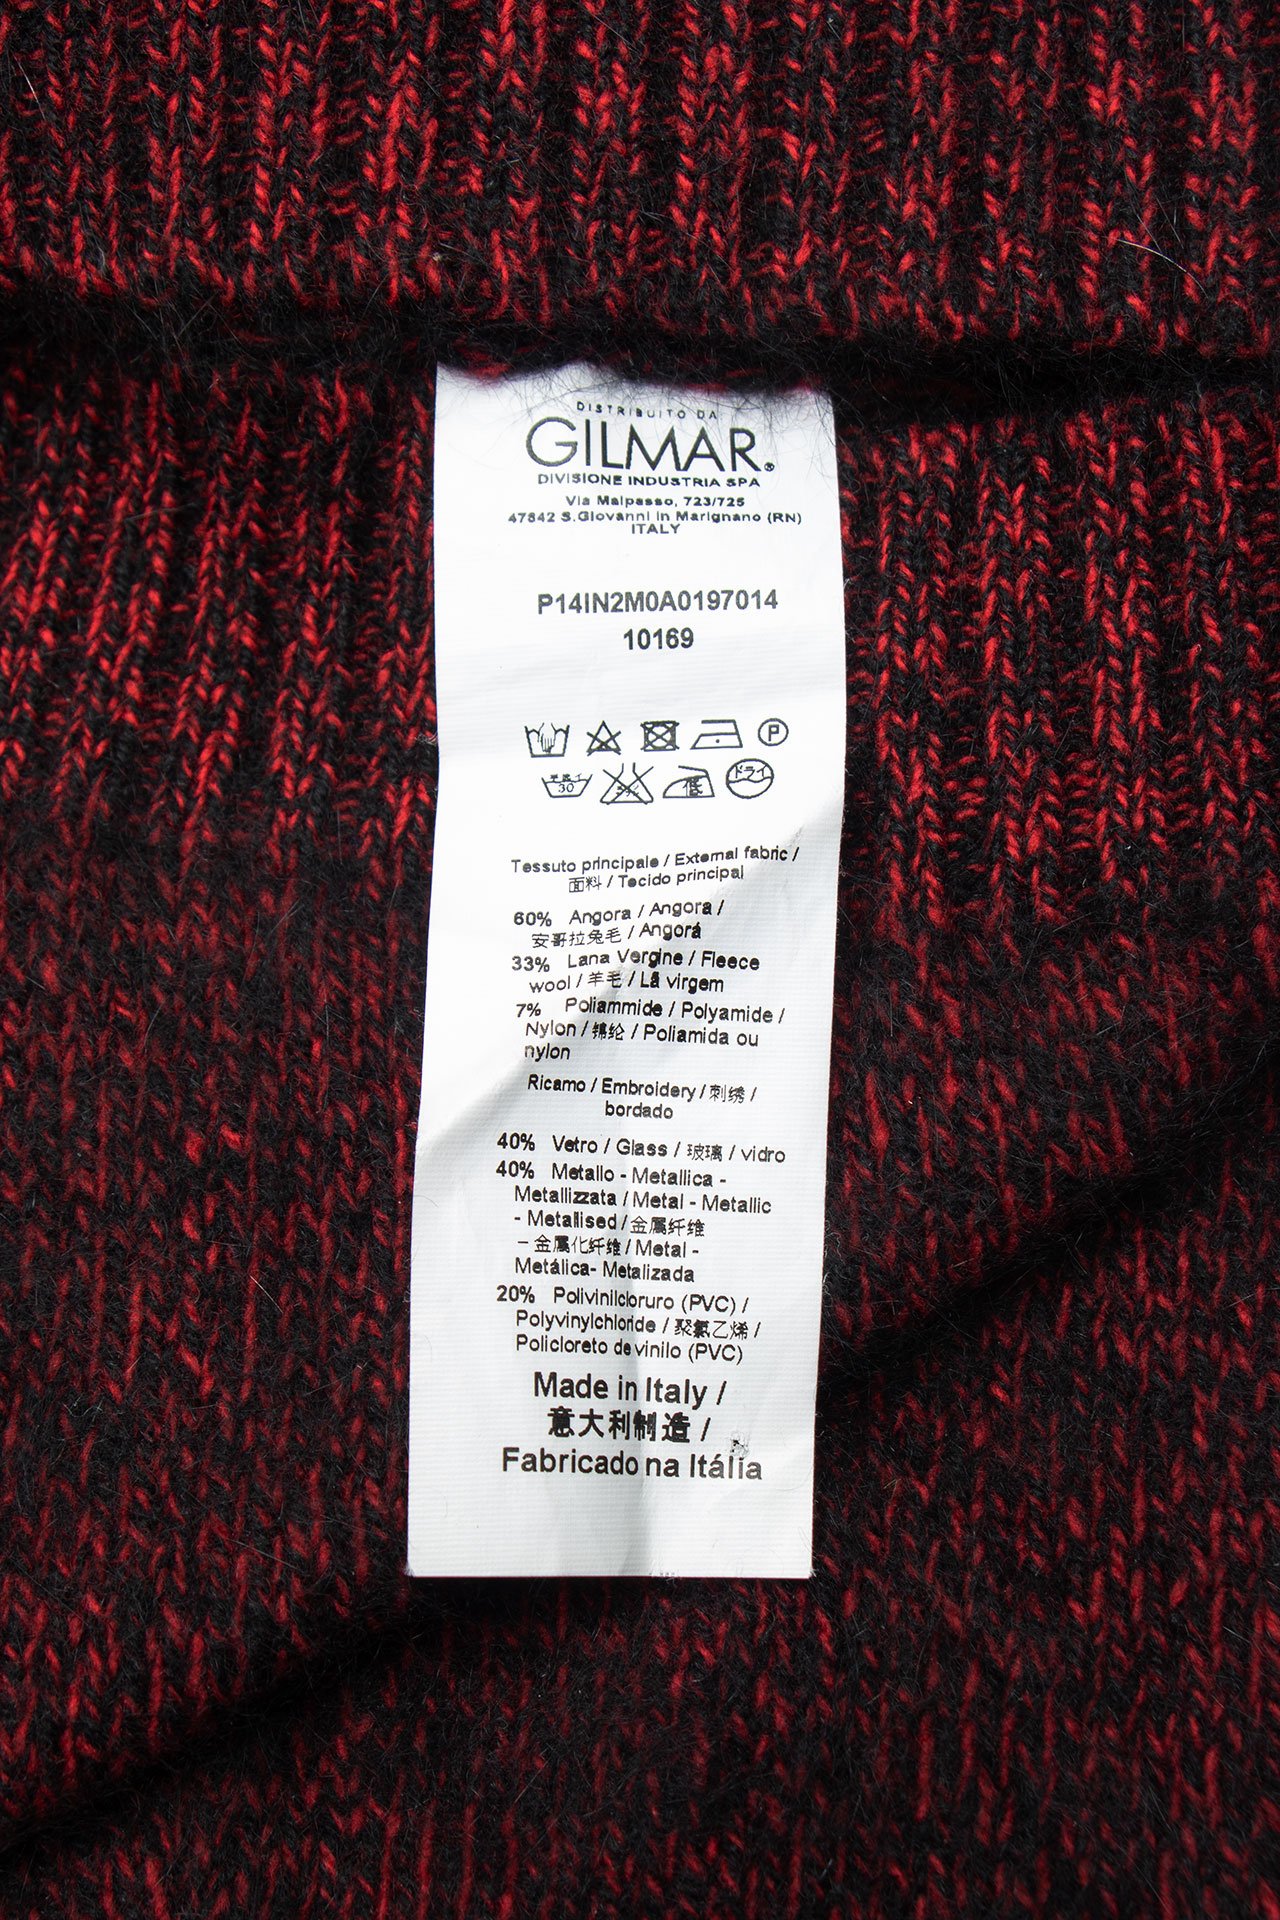 DISTRIBUITO DA
GILMAR®
DIVISIONE INDUSTRIA SPA
Via Malpasso, 723/725
47842 S.Giovanni in Marignano (RN)
ITALY
P14IN2M0A0197014
10169
P
30 低 ドライ
Tessuto principale / External fabric /
面料 / Tecido principal
60% Angora / Angora /
安哥拉兔毛 / Angorá
33% Lana Vergine / Fleece
wool / 羊毛 / Lã virgem
7% Poliammide / Polyamide /
Nylon / 锦纶 / Poliamida ou
nylon
Ricamo / Embroidery / 刺绣 /
bordado
40% Vetro / Glass / 玻璃 / vidro
40% Metallo - Metallica -
Metallizzata / Metal - Metallic
- Metallised / 金属纤维
- 金属化纤维 / Metal -
Metálica- Metalizada
20% Polivinilcloruro (PVC) /
Polyvinylchloride / 聚氯乙烯 /
Policloreto de vinilo (PVC)
Made in Italy /
意大利制造 /
Fabricado na Itália